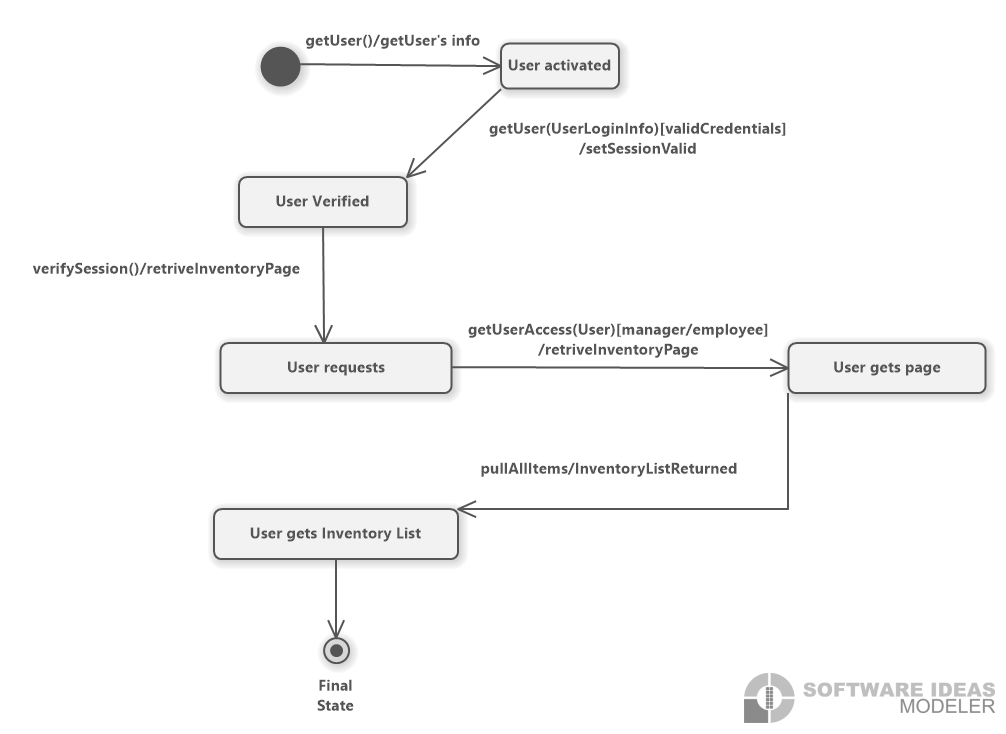 getUser()/getUser's info
User activated
getUser(UserLoginInfo)[validCredentials]
/setSessionValid
User Verified
verifySession()/retriveInventoryPage
getUserAccess(User)[manager/employee]
/retriveInventoryPage
User requests
User gets page
pullAllItems/InventoryListReturned
User gets Inventory List
Final
State
SOFTWARE IDEAS
MODELER